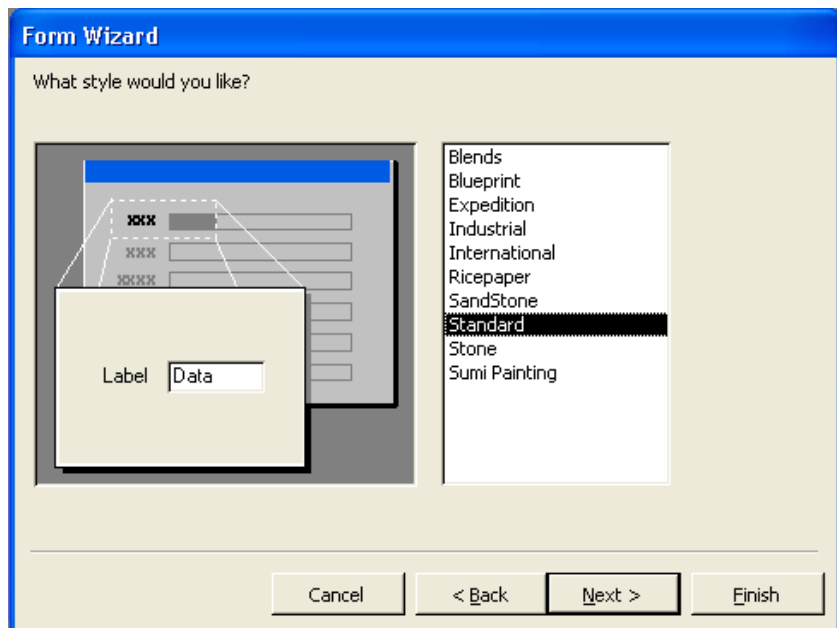 Form Wizard
What style would you like?
xxx
xxx
xxxx
Label Data
Blends
Blueprint
Expedition
Industrial
International
Ricepaper
SandStone
Standard
Stone
Sumi Painting
Cancel < Back Next > Finish